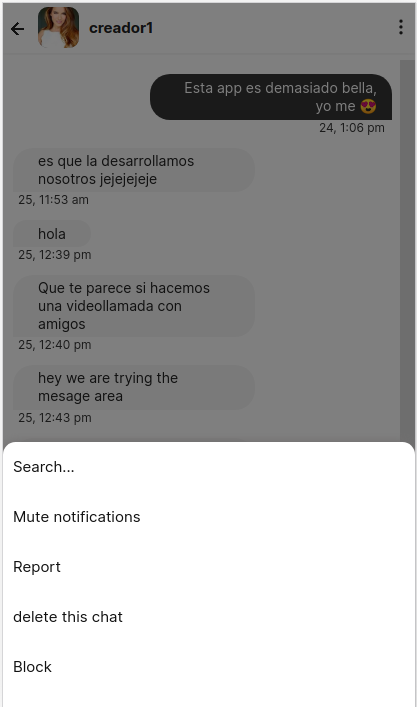 creador1
Esta app es demasiado bella,
yo me 😍
24, 1:06 pm
es que la desarrollamos
nosotros jejejejeje
25, 11:53 am
hola
25, 12:39 pm
Que te parece si hacemos
una videollamada con
amigos
25, 12:40 pm
hey we are trying the
mesage area
25, 12:43 pm
Search...
Mute notifications
Report
delete this chat
Block